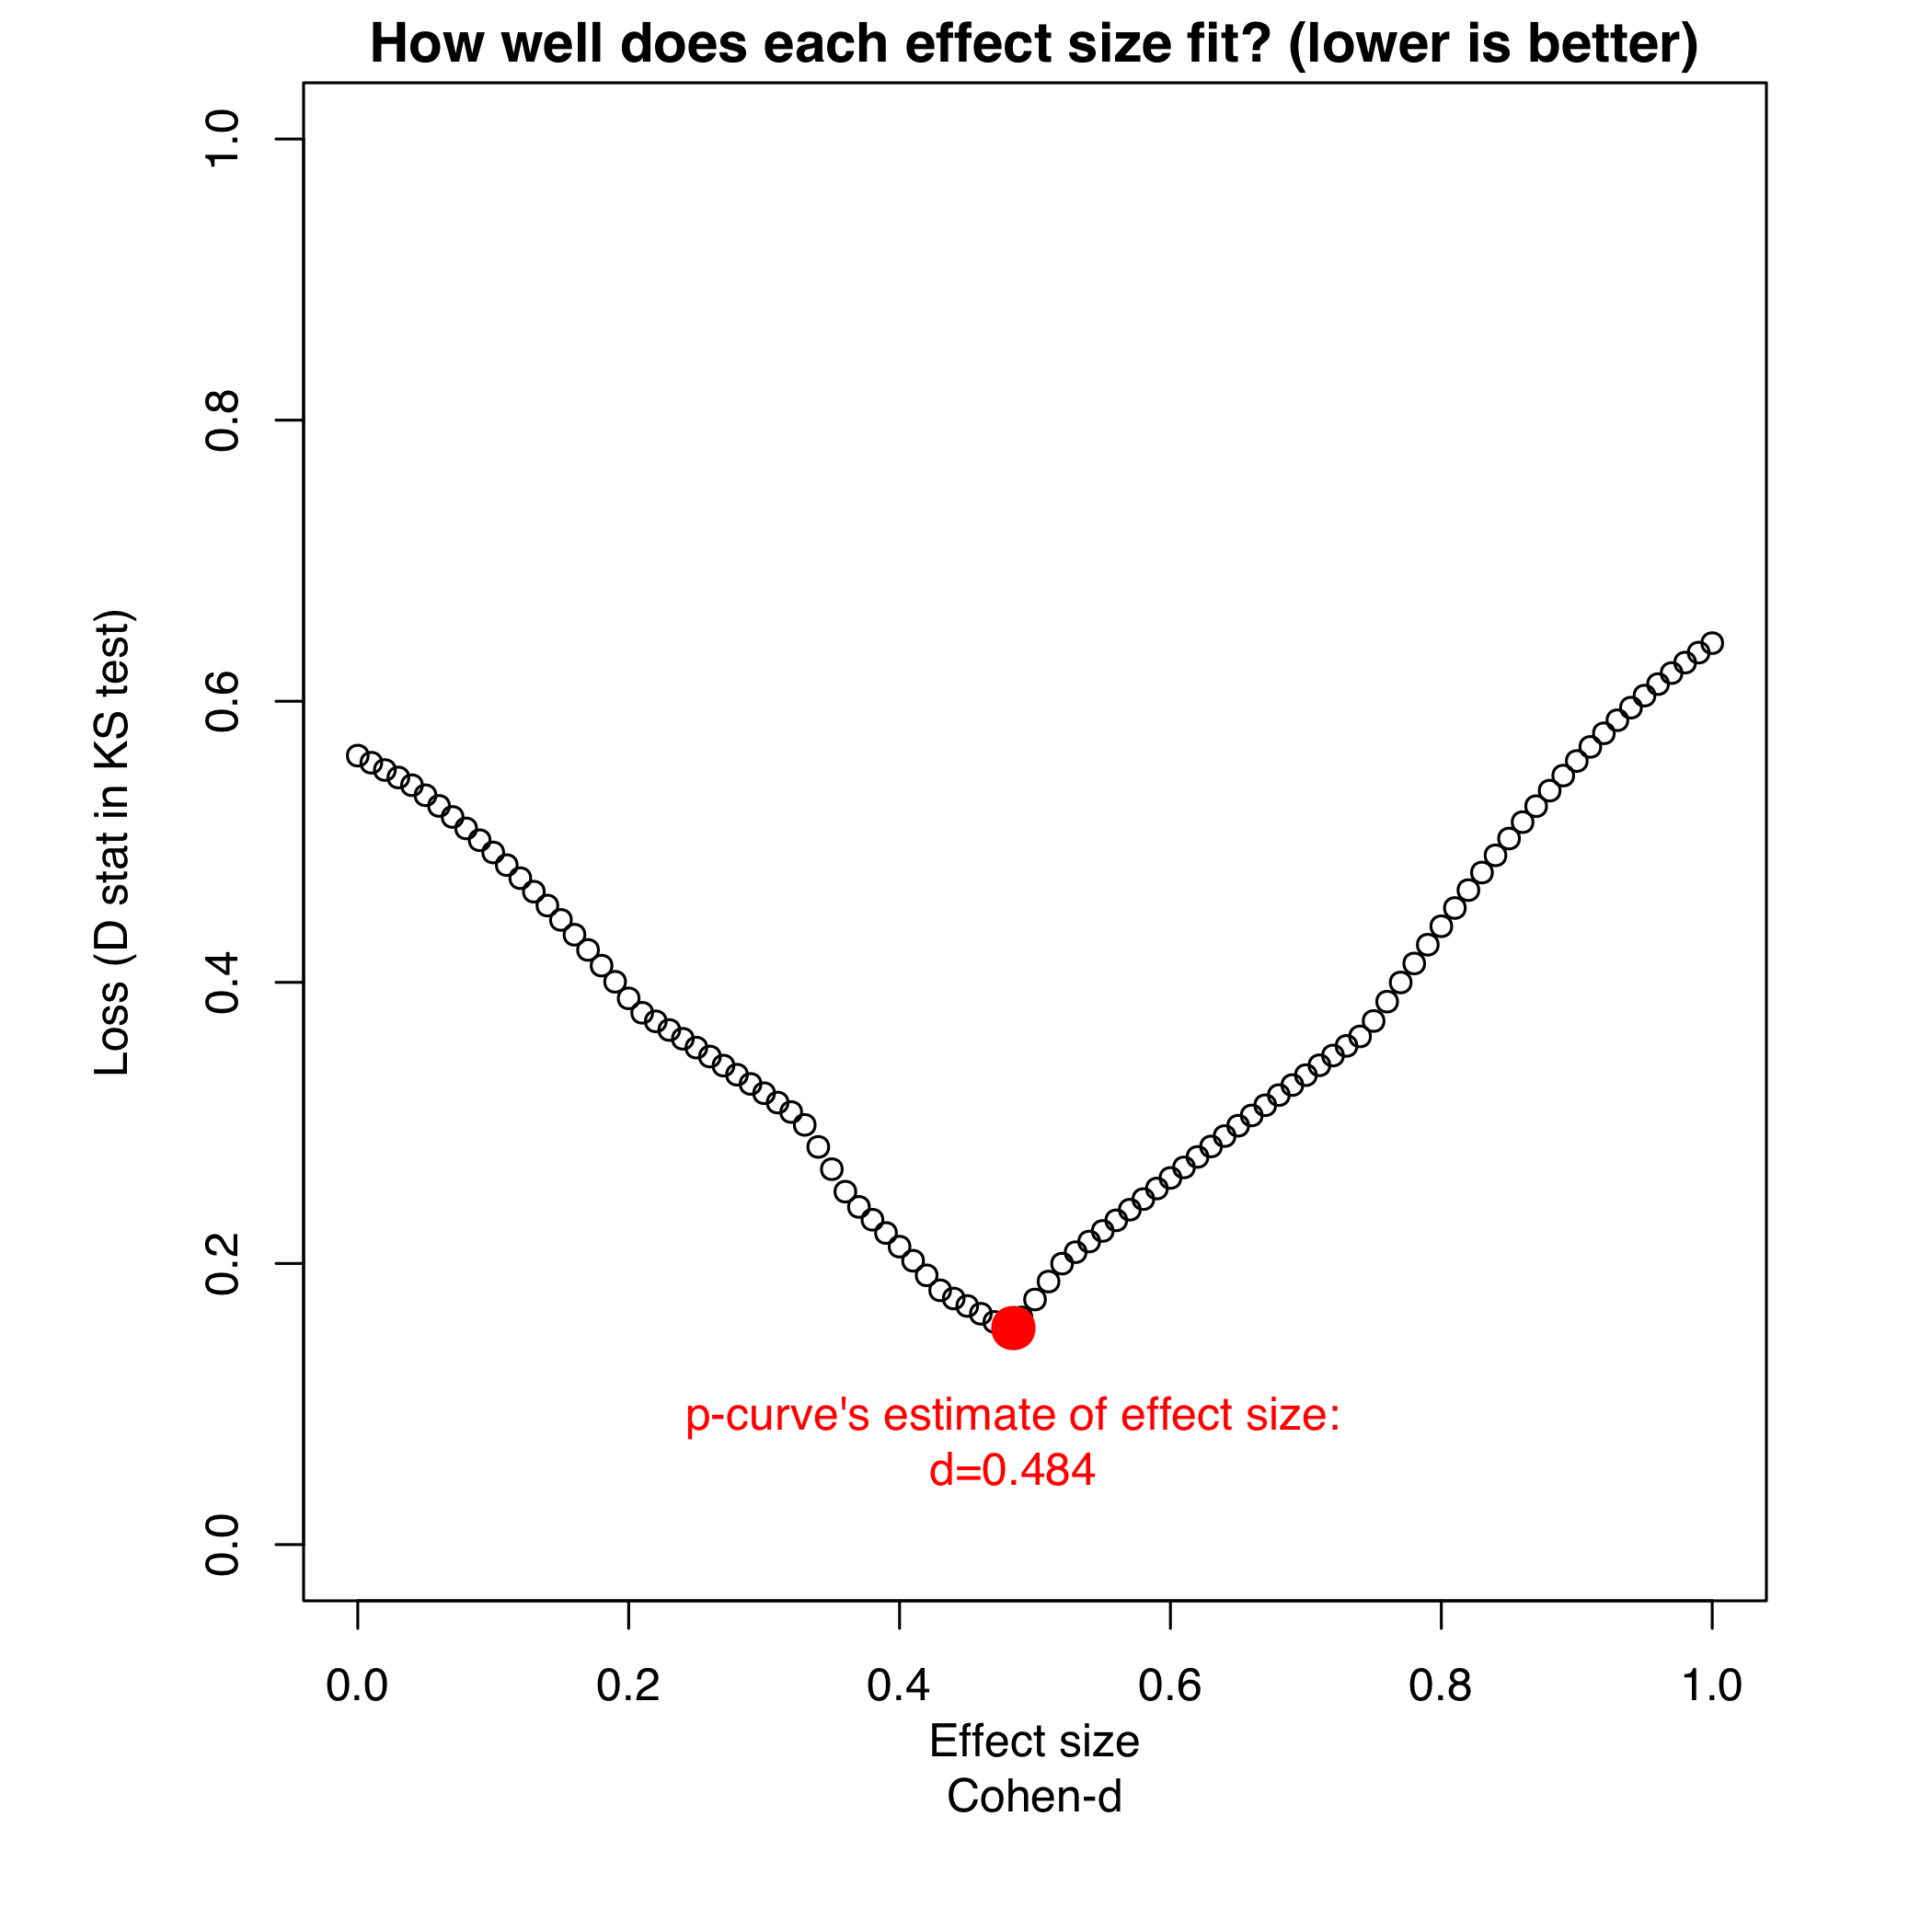 How well does each effect size fit? (lower is better)
Loss (D stat in KS test)
1.0
0.8
0.6
0.4
0.2
0.0
p-curve's estimate of effect size:
d=0.484
0.0 0.2 0.4 0.6 0.8 1.0
Effect size
Cohen-d